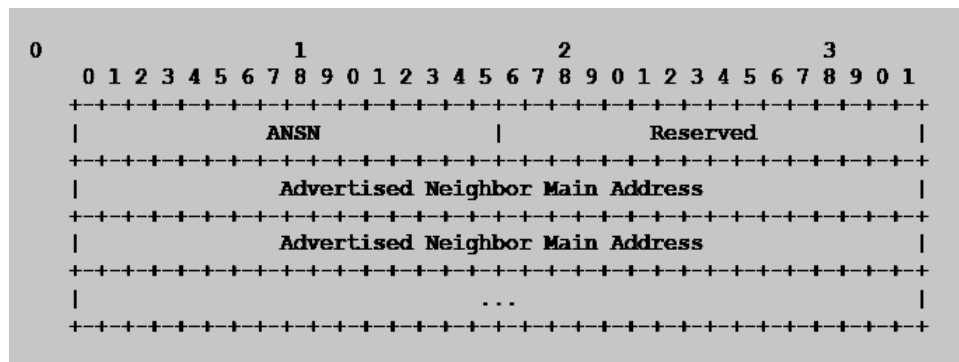 0 1 2 3
0 1 2 3 4 5 6 7 8 9 0 1 2 3 4 5 6 7 8 9 0 1 2 3 4 5 6 7 8 9 0 1
+-+-+-+-+-+-+-+-+-+-+-+-+-+-+-+-+-+-+-+-+-+-+-+-+-+-+-+-+-+-+-+-+
| ANSN | Reserved |
+-+-+-+-+-+-+-+-+-+-+-+-+-+-+-+-+-+-+-+-+-+-+-+-+-+-+-+-+-+-+-+-+
| Advertised Neighbor Main Address |
+-+-+-+-+-+-+-+-+-+-+-+-+-+-+-+-+-+-+-+-+-+-+-+-+-+-+-+-+-+-+-+-+
| Advertised Neighbor Main Address |
+-+-+-+-+-+-+-+-+-+-+-+-+-+-+-+-+-+-+-+-+-+-+-+-+-+-+-+-+-+-+-+-+
| ... |
+-+-+-+-+-+-+-+-+-+-+-+-+-+-+-+-+-+-+-+-+-+-+-+-+-+-+-+-+-+-+-+-+